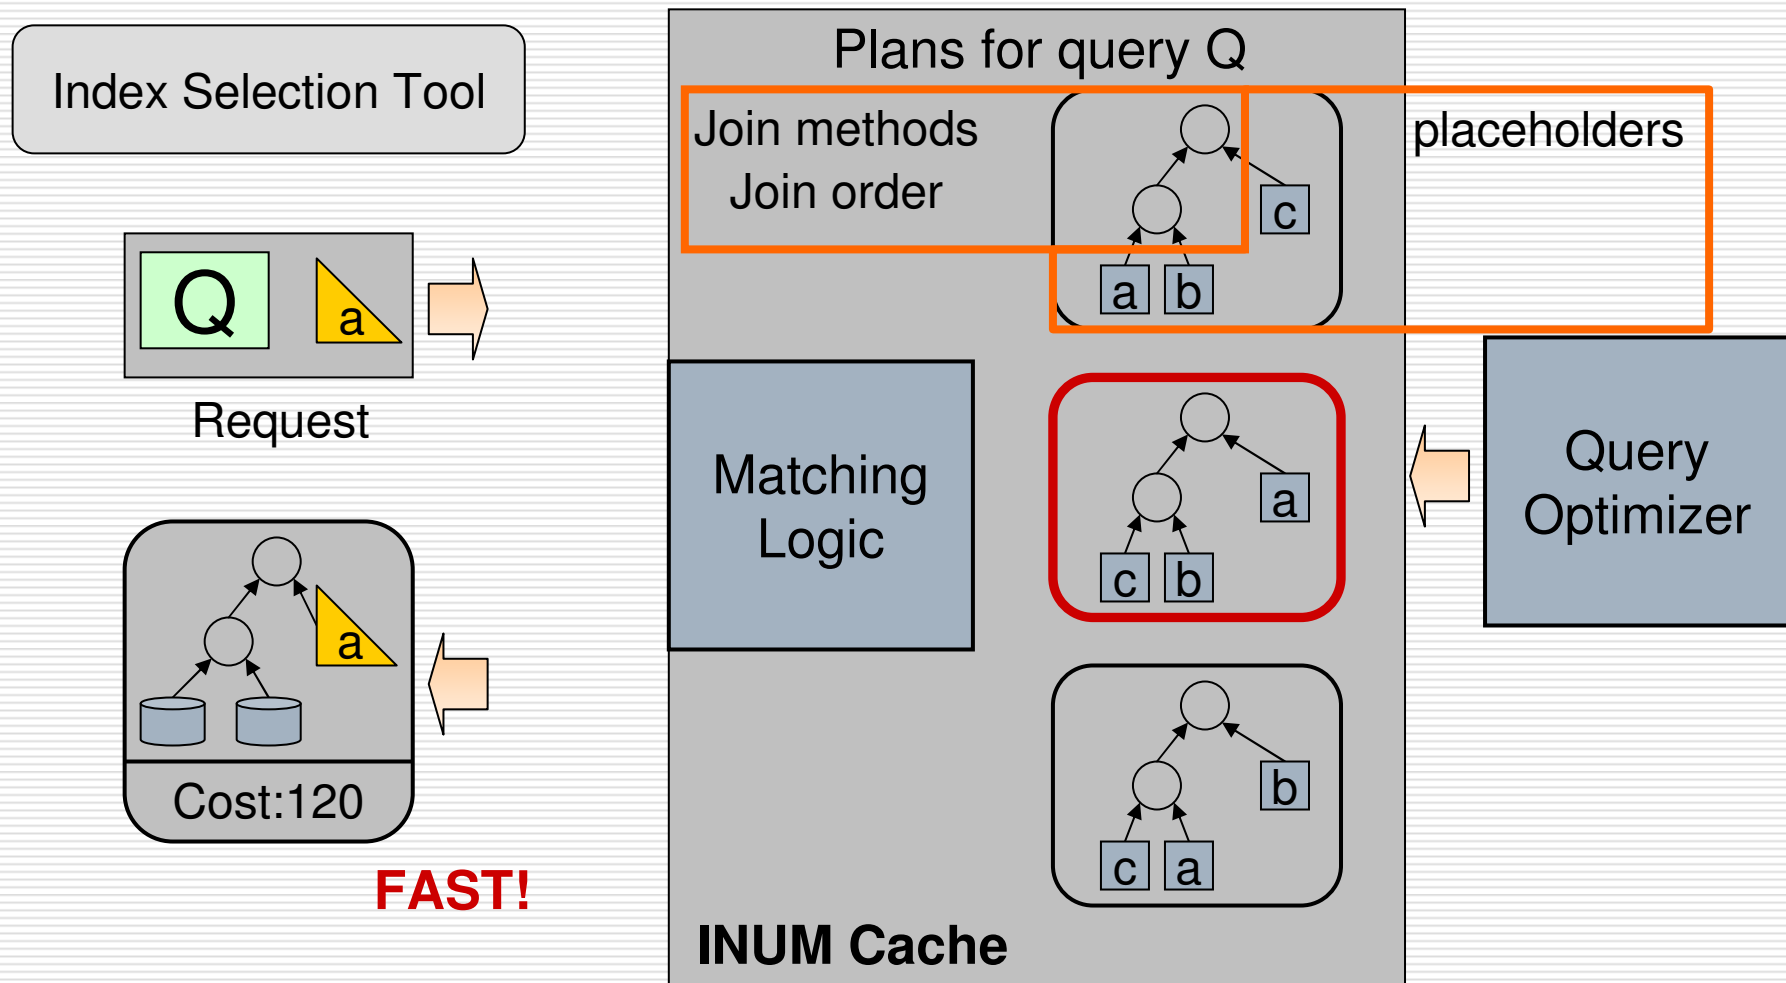 Index Selection Tool
Q
a
Request
a
Cost:120
FAST!
Plans for query Q
Join methods
Join order
placeholders
c
a b
Matching
Logic
a
c b
b
c a
INUM Cache
Query
Optimizer